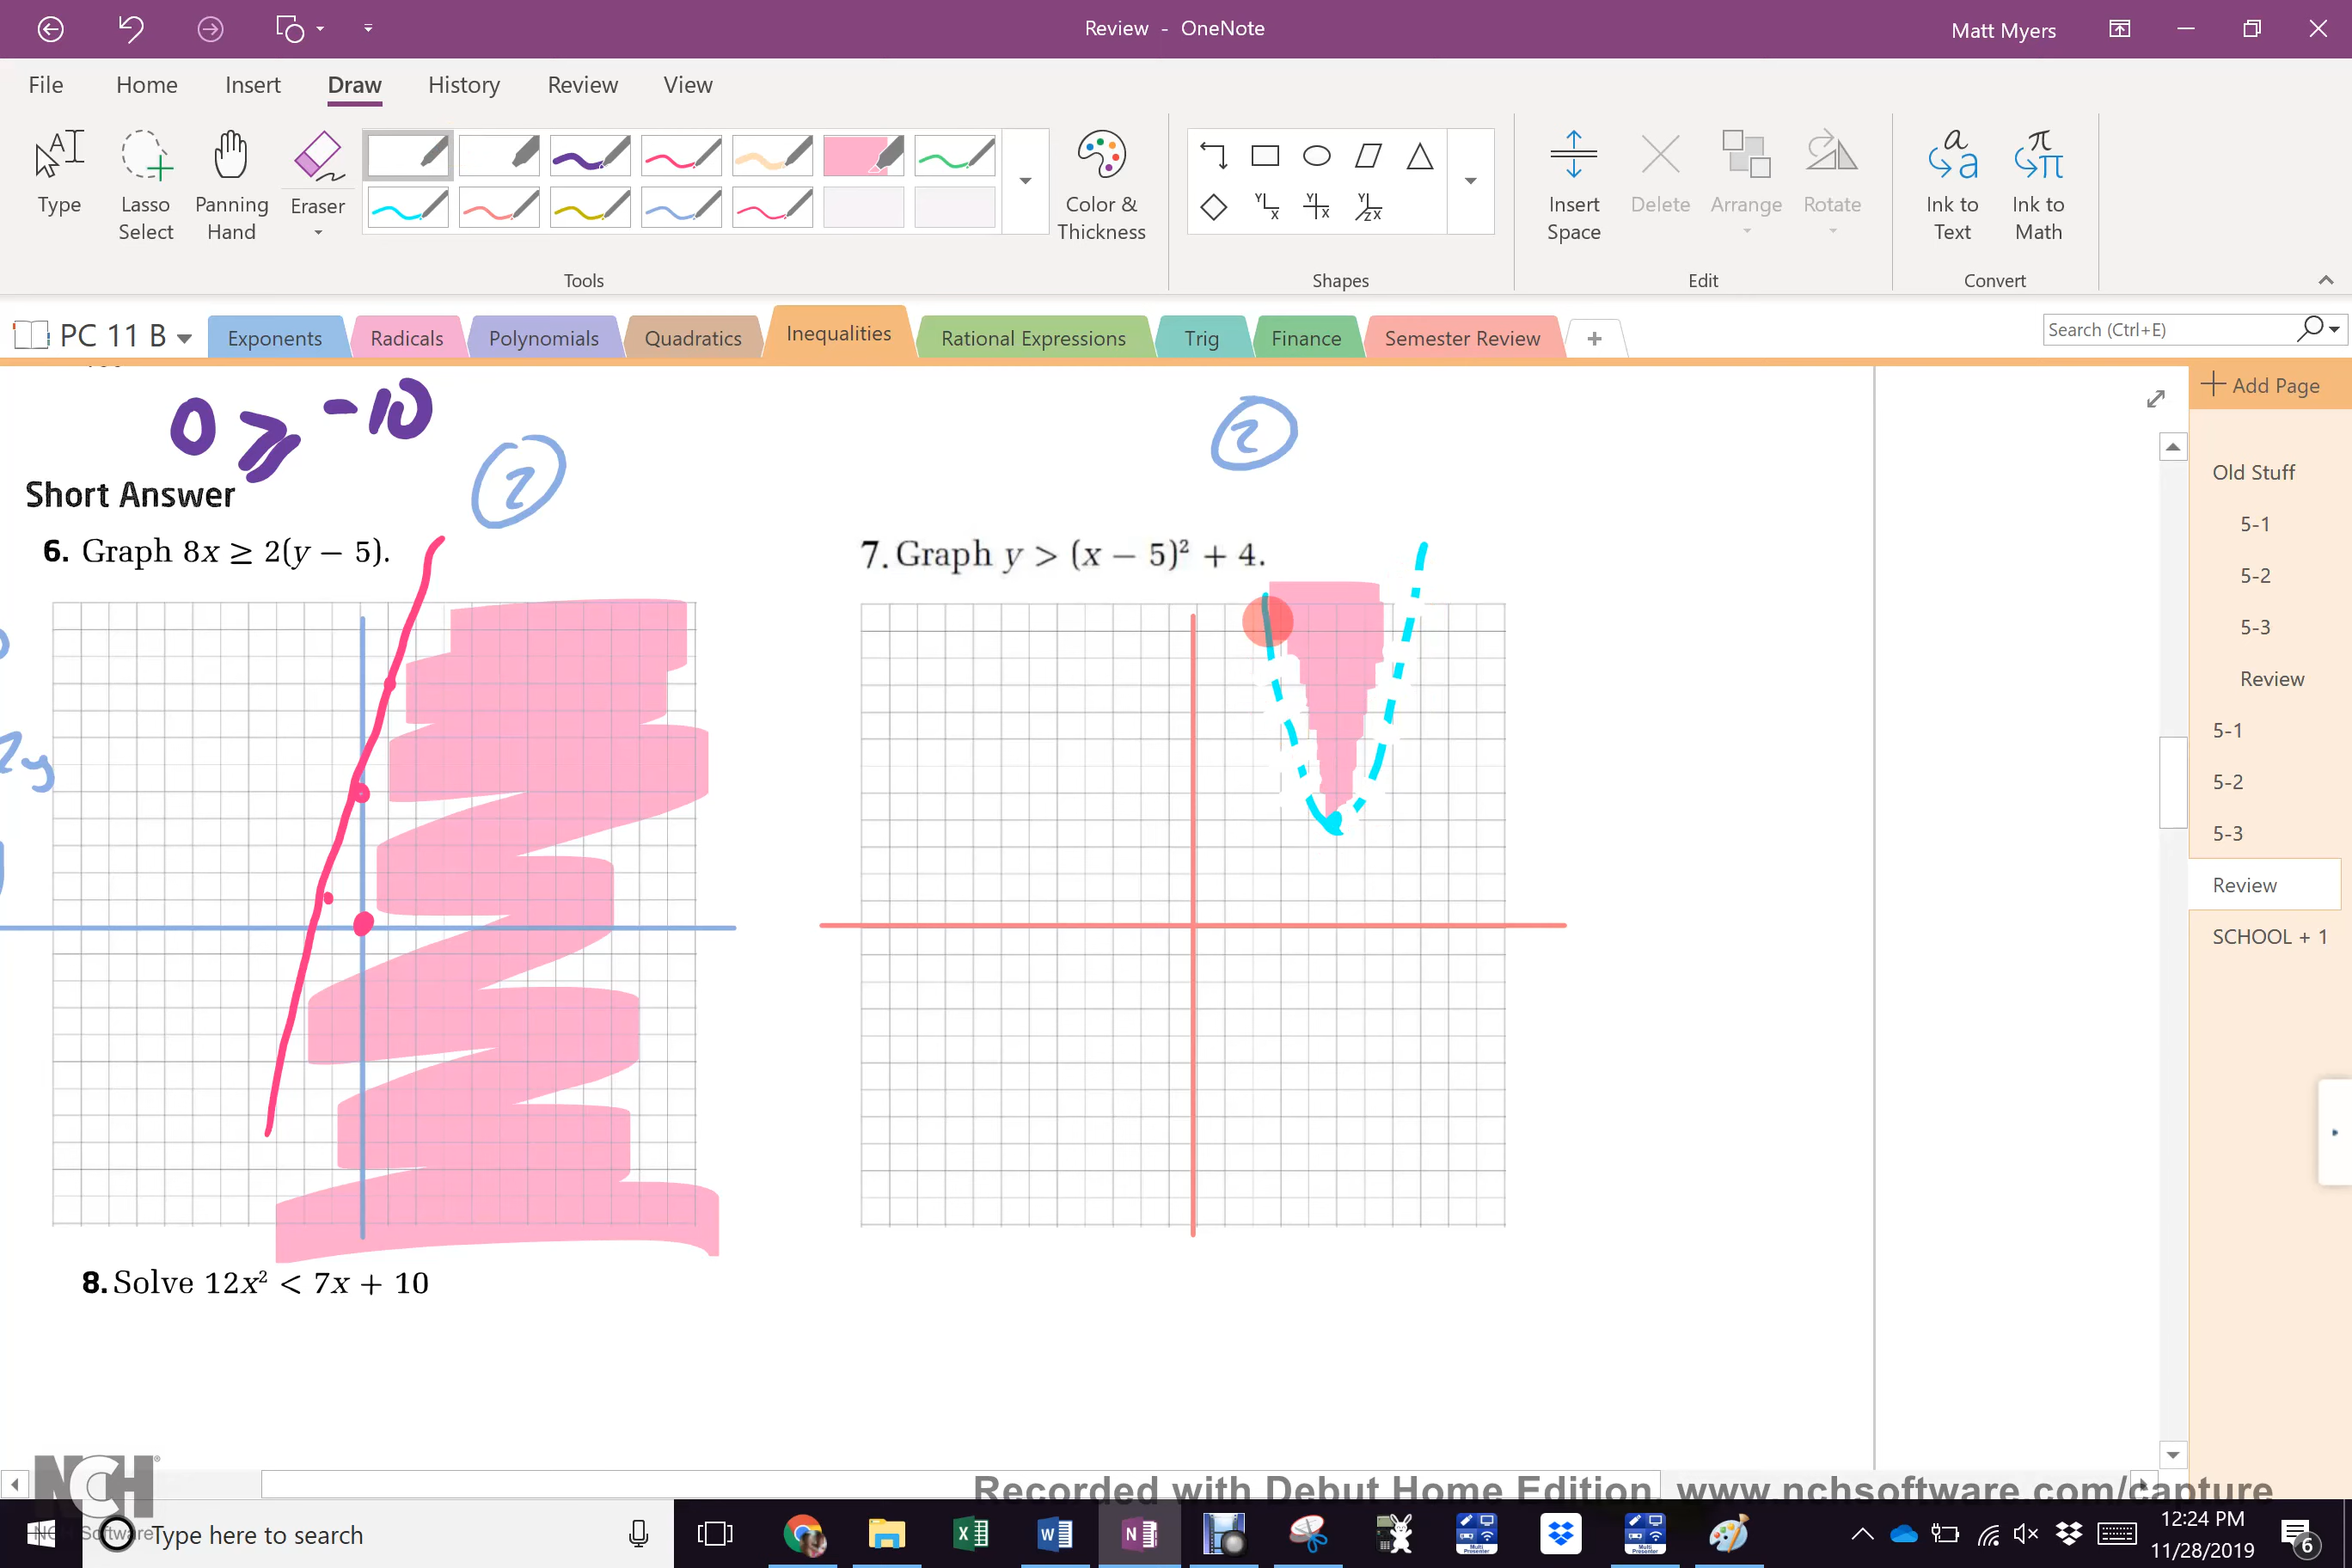 Review - OneNote
Matt Myers
File Home Insert Draw History Review View
Type
Lasso Select
Panning Hand
Eraser
Color & Thickness
Insert Space
Delete
Arrange
Rotate
Ink to Text
Ink to Math
Tools
Shapes
Edit
Convert
PC 11 B
Exponents Radicals Polynomials Quadratics Inequalities Rational Expressions Trig Finance Semester Review
Search (Ctrl+E)
Add Page
Old Stuff
5-1
5-2
5-3
Review
5-1
5-2
5-3
Review
SCHOOL + 1
0 ≥ -10
2
2
Short Answer
6. Graph 8x ≥ 2(y − 5).
7. Graph y > (x − 5)² + 4.
2y
8. Solve 12x² < 7x + 10
NCH
NCH Software
Recorded with Debut Home Edition. www.nchsoftware.com/capture
Type here to search
12:24 PM
11/28/2019
6